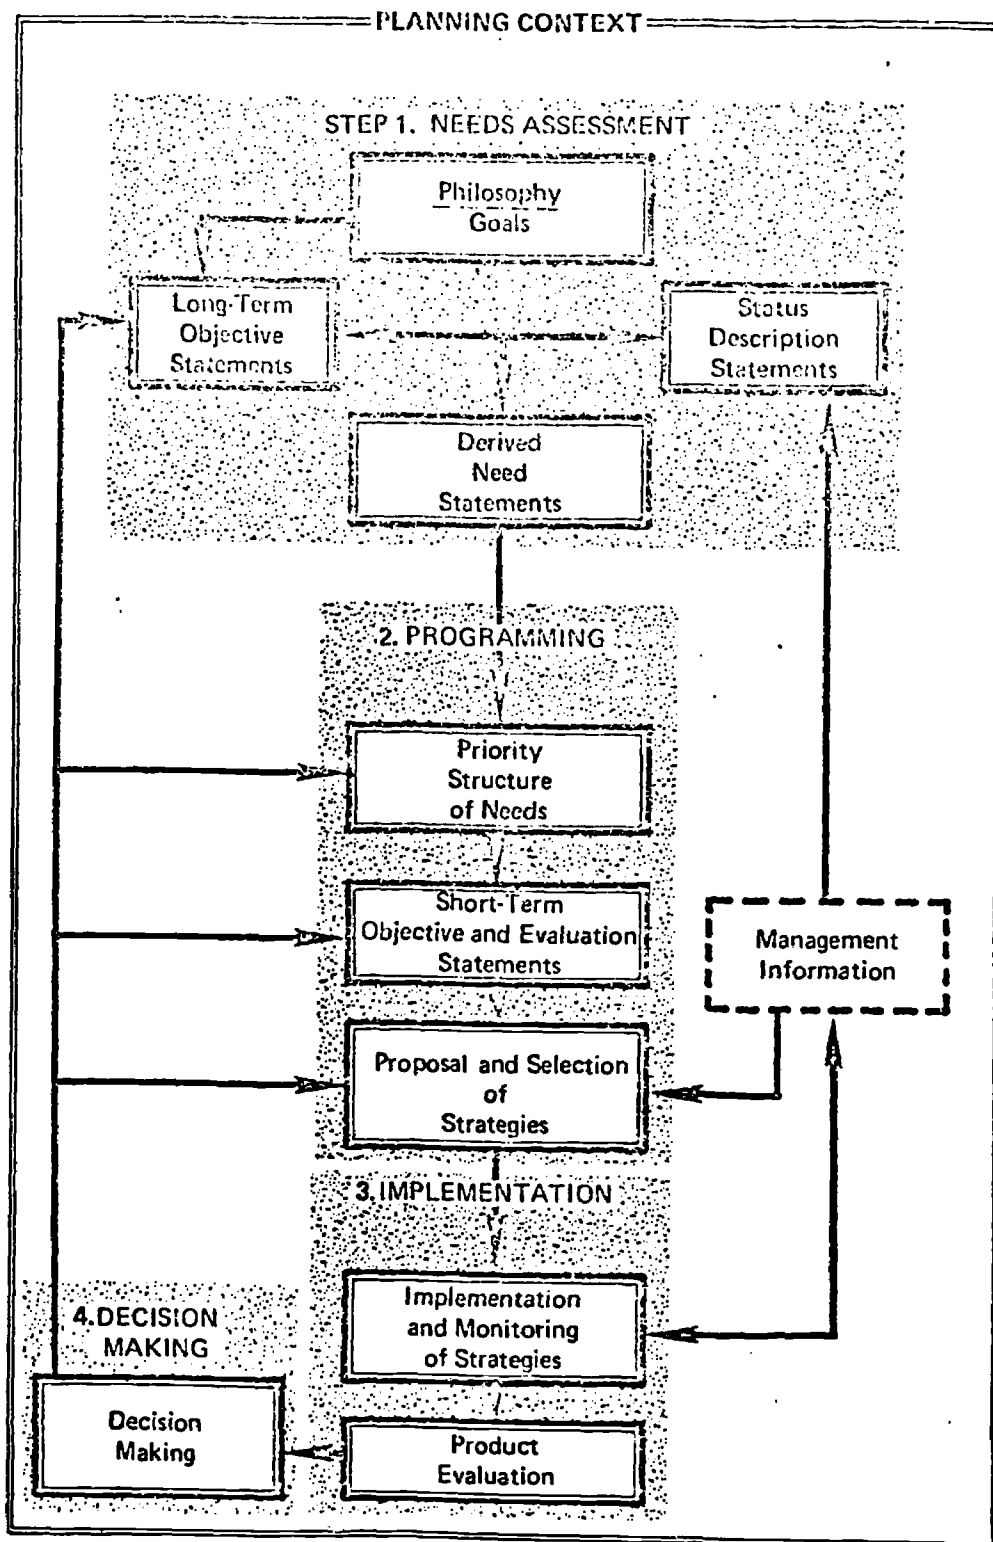 PLANNING CONTEXT
STEP 1. NEEDS ASSESSMENT
Philosophy
Goals
Long-Term
Objective
Statements
Status
Description
Statements
Derived
Need
Statements
2. PROGRAMMING
Priority
Structure
of Needs
Short-Term
Objective and Evaluation
Statements
Management
Information
Proposal and Selection
of
Strategies
3. IMPLEMENTATION
Implementation
and Monitoring
of Strategies
4. DECISION
MAKING
Decision
Making
Product
Evaluation